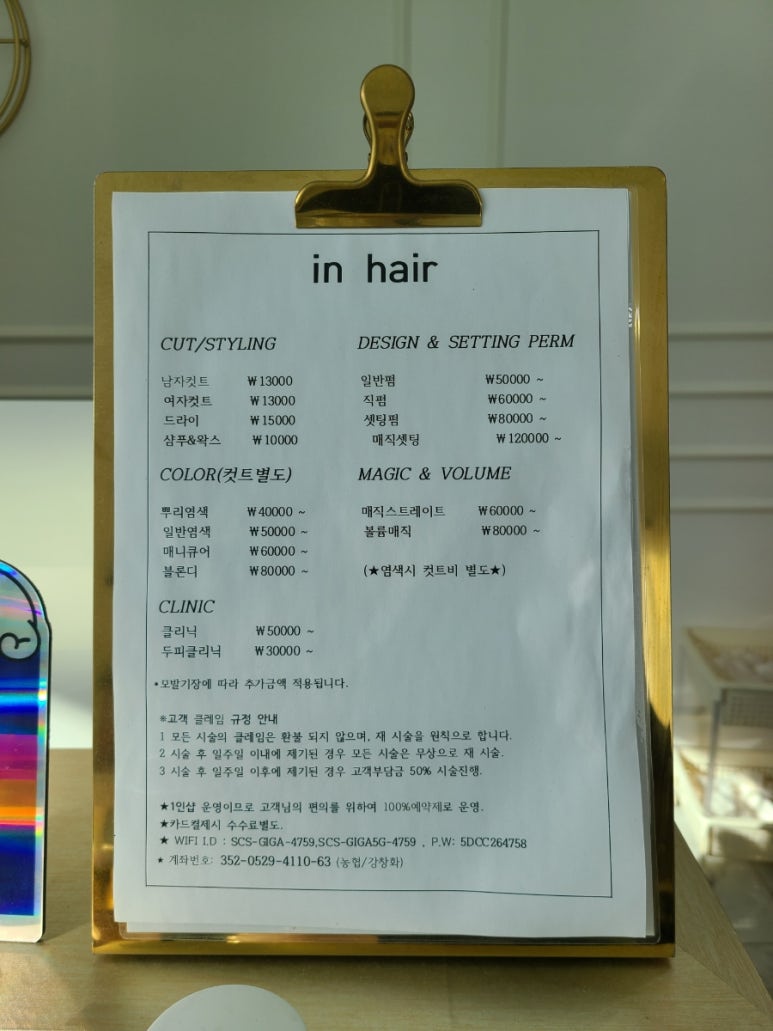 in hair
CUT/STYLING
남자컷트 ₩13000
여자컷트 ₩13000
드라이 ₩15000
샴푸&왁스 ₩10000
DESIGN & SETTING PERM
일반펌 ₩50000 ~
직펌 ₩60000 ~
셋팅펌 ₩80000 ~
매직셋팅 ₩120000 ~
COLOR(컷트별도)
뿌리염색 ₩40000 ~
일반염색 ₩50000 ~
매니큐어 ₩60000 ~
블론디 ₩80000 ~
MAGIC & VOLUME
매직스트레이트 ₩60000 ~
볼륨매직 ₩80000 ~
(★염색시 컷트비 별도★)
CLINIC
클리닉 ₩50000 ~
두피클리닉 ₩30000 ~
*모발기장에 따라 추가금액 적용됩니다.
※고객 클레임 규정 안내
1 모든 시술의 클레임은 환불 되지 않으며, 재 시술을 원칙으로 합니다.
2 시술 후 일주일 이내에 제기된 경우 모든 시술은 무상으로 재 시술.
3 시술 후 일주일 이후에 제기된 경우 고객부담금 50% 시술진행.
★1인샵 운영이므로 고객님의 편의를 위하여 100%예약제로 운영.
★카드결제시 수수료별도.
★ WIFI I.D : SCS-GIGA-4759,SCS-GIGA5G-4759 , P.W: 5DCC264758
★ 계좌번호: 352-0529-4110-63 (농협/강창화)